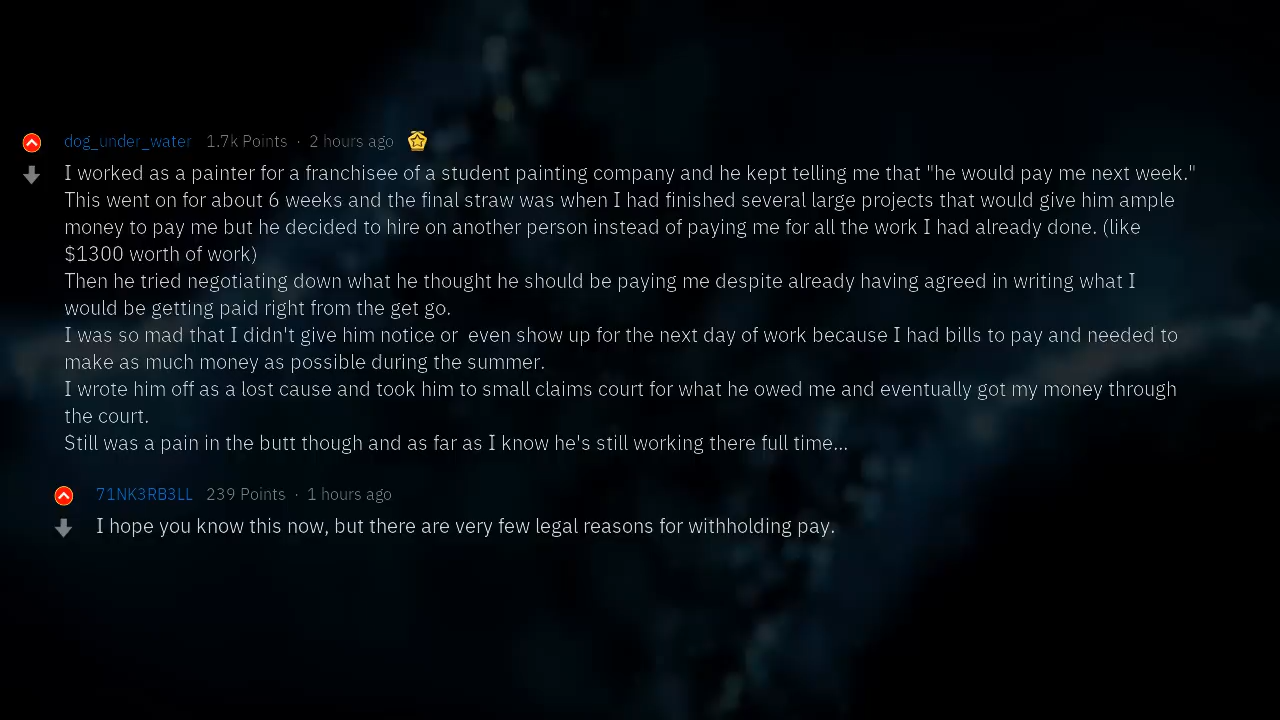 dog_under_water 1.7k Points · 2 hours ago
I worked as a painter for a franchisee of a student painting company and he kept telling me that "he would pay me next week."
This went on for about 6 weeks and the final straw was when I had finished several large projects that would give him ample
money to pay me but he decided to hire on another person instead of paying me for all the work I had already done. (like
$1300 worth of work)
Then he tried negotiating down what he thought he should be paying me despite already having agreed in writing what I
would be getting paid right from the get go.
I was so mad that I didn't give him notice or  even show up for the next day of work because I had bills to pay and needed to
make as much money as possible during the summer.
I wrote him off as a lost cause and took him to small claims court for what he owed me and eventually got my money through
the court.
Still was a pain in the butt though and as far as I know he's still working there full time...
71NK3RB3LL 239 Points · 1 hours ago
I hope you know this now, but there are very few legal reasons for withholding pay.